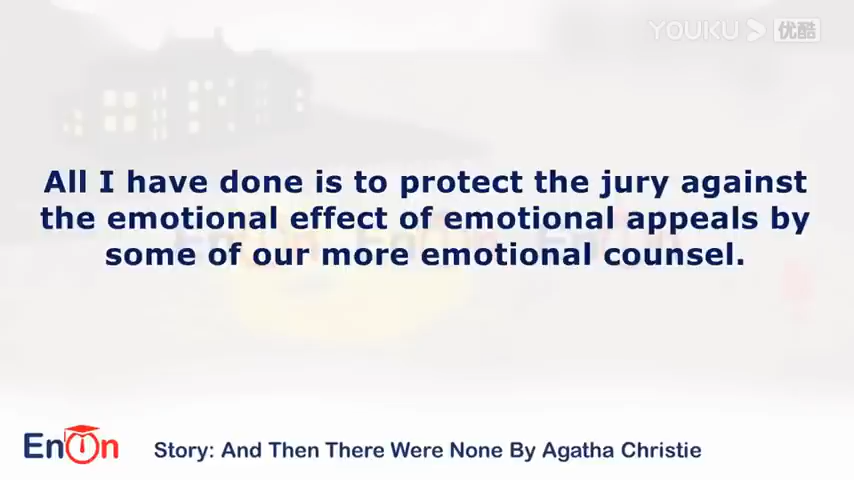 YOUKU 优酷
All I have done is to protect the jury against
the emotional effect of emotional appeals by
some of our more emotional counsel.
EnOn
Story: And Then There Were None By Agatha Christie